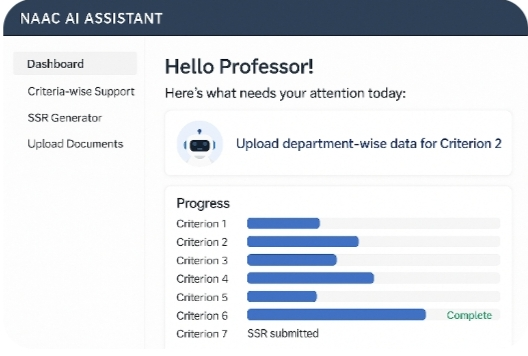 NAAC AI ASSISTANT
Dashboard
Criteria-wise Support
SSR Generator
Upload Documents
Hello Professor!
Here's what needs your attention today:
Upload department-wise data for Criterion 2
Progress
Criterion 1
Criterion 2
Criterion 3
Criterion 4
Criterion 5
Criterion 6 Complete
Criterion 7 SSR submitted